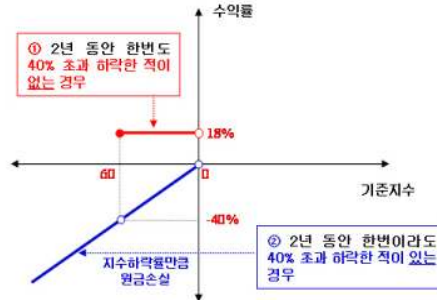 수익률
① 2년 동안 한번도
40% 초과 하락한 적이
없는 경우
18%
60
0
기준지수
-40%
지수하락률만큼
원금손실
② 2년 동안 한번이라도
40% 초과 하락한 적이 있는
경우